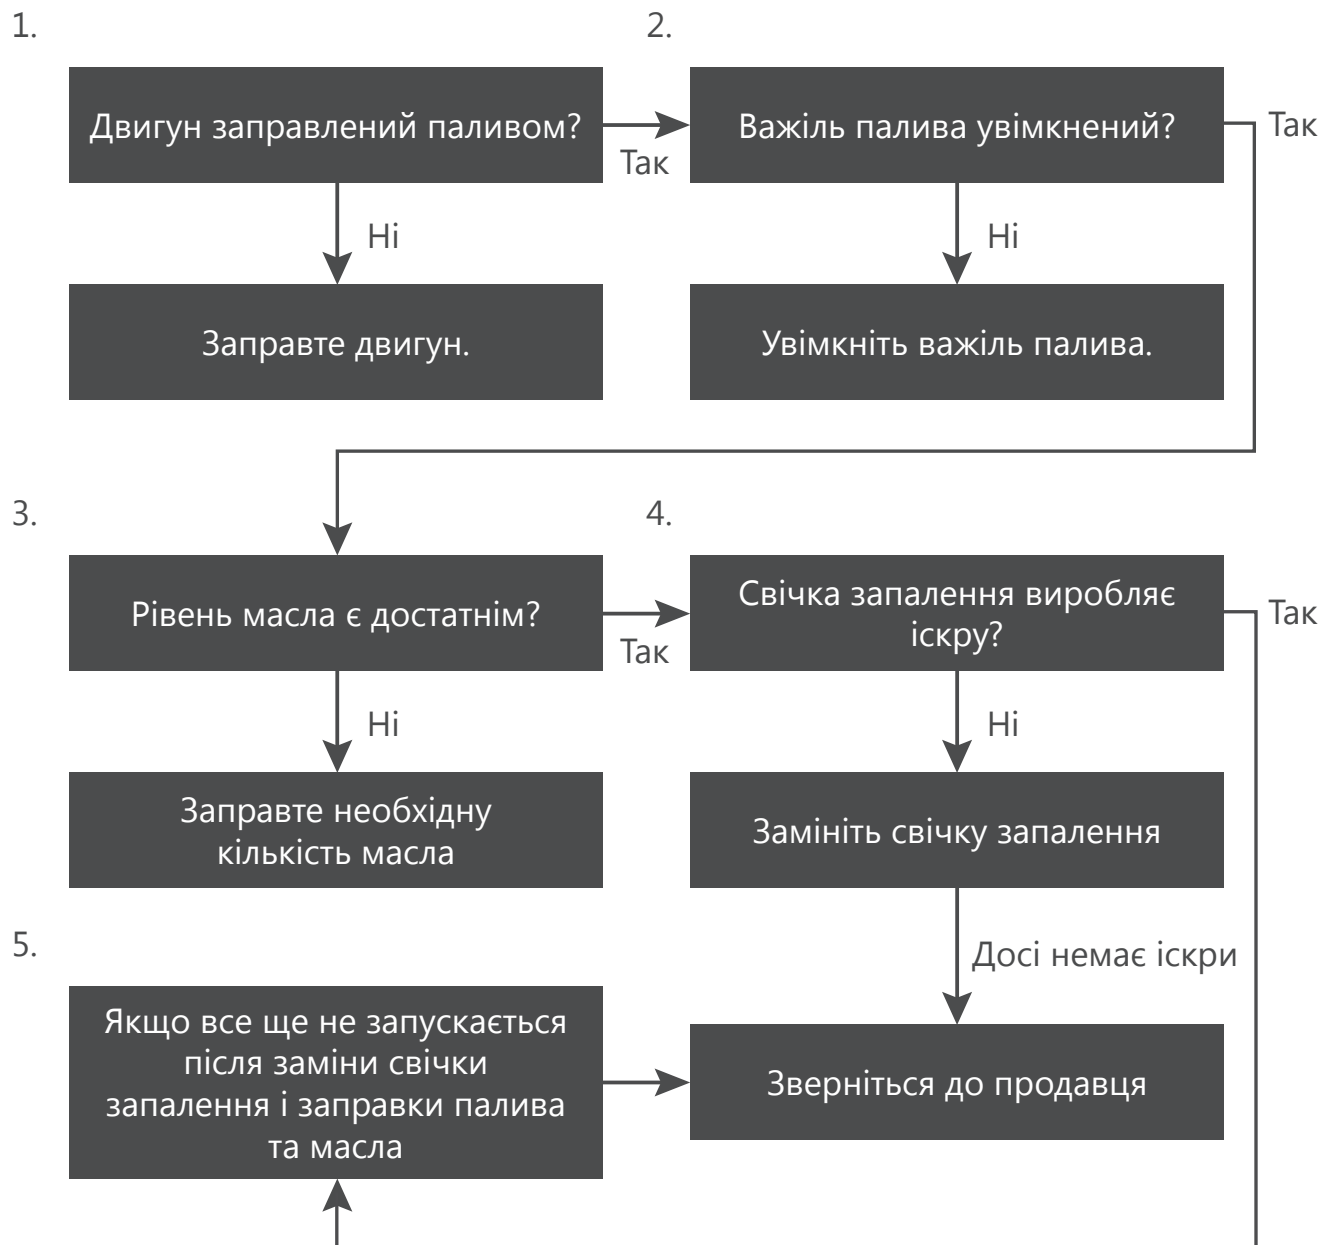 1.
Двигун заправлений паливом?
Так
Ні
Заправте двигун.
2.
Важіль палива увімкнений?
Так
Ні
Увімкніть важіль палива.
3.
Рівень масла є достатнім?
Так
Ні
Заправте необхідну
кількість масла
4.
Свічка запалення виробляє
іскру?
Так
Ні
Замініть свічку запалення
Досі немає іскри
Зверніться до продавця
5.
Якщо все ще не запускається
після заміни свічки
запалення і заправки палива
та масла